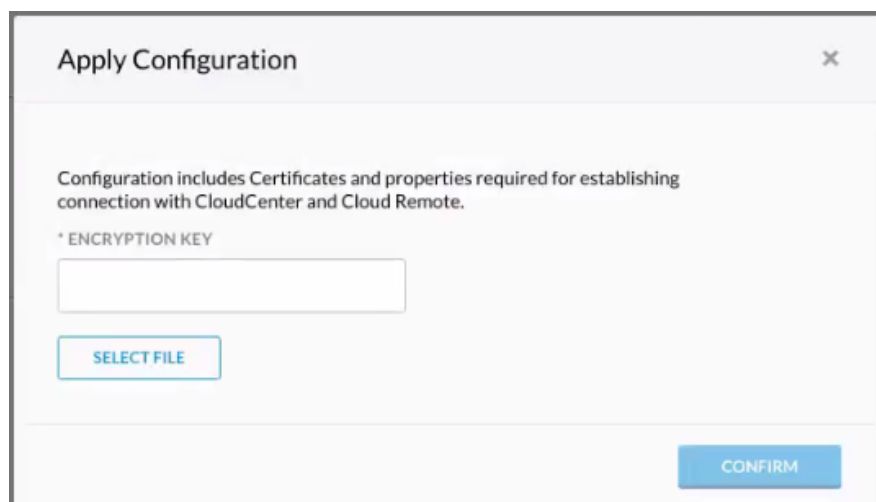 Apply Configuration
Configuration includes Certificates and properties required for establishing
connection with CloudCenter and Cloud Remote.
* ENCRYPTION KEY
SELECT FILE
CONFIRM